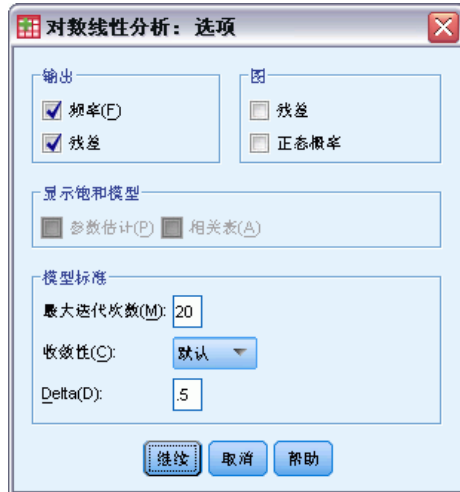 对数线性分析：选项
输出
频率(F)
残差
图
残差
正态概率
显示饱和模型
参数估计(P) 相关表(A)
模型标准
最大迭代次数(M): 20
收敛性(C): 默认
Delta(D): .5
继续 取消 帮助